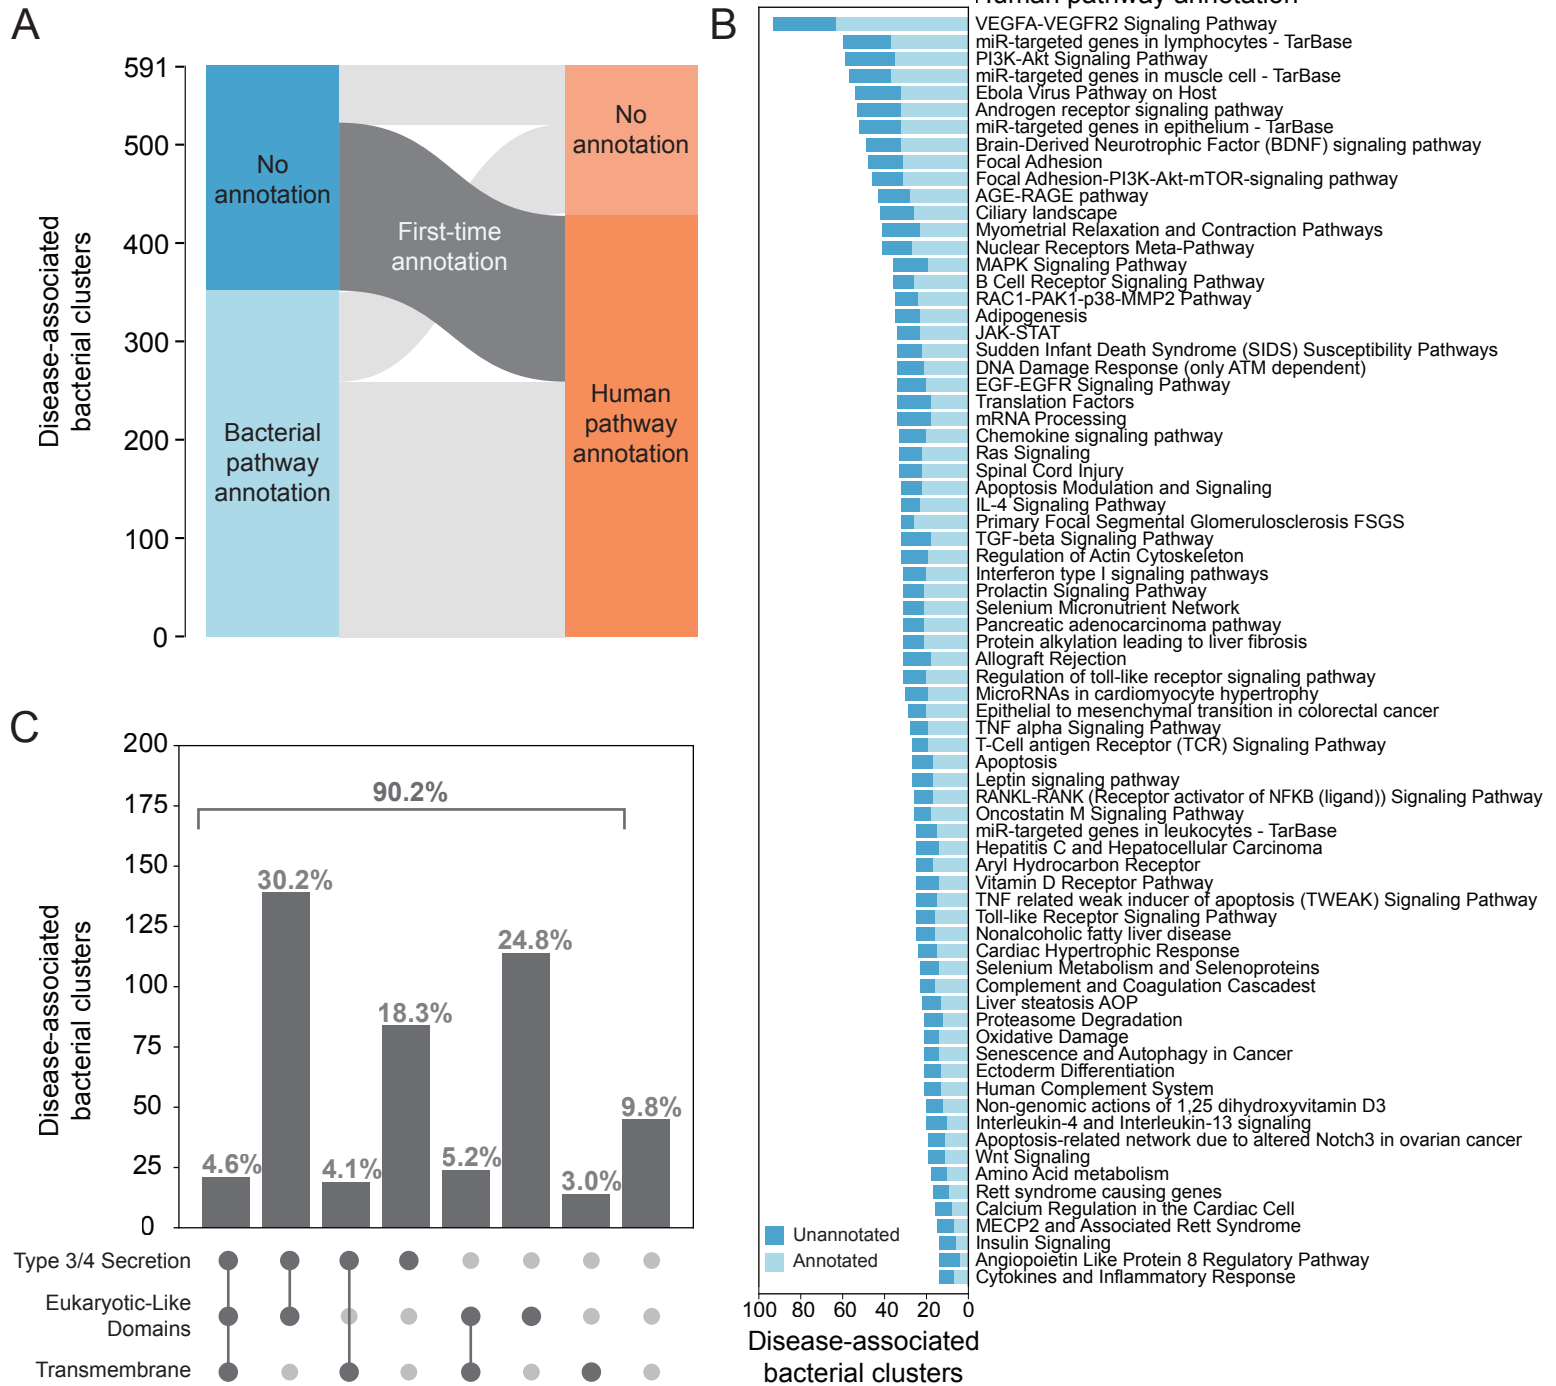 A
591
500
400
300
200
100
0
Disease-associated
bacterial clusters
No
annotation
Bacterial
pathway
annotation
First-time
annotation
No
annotation
Human
pathway
annotation
B
Human pathway annotation
VEGFA-VEGFR2 Signaling Pathway
miR-targeted genes in lymphocytes - TarBase
PI3K-Akt Signaling Pathway
miR-targeted genes in muscle cell - TarBase
Ebola Virus Pathway on Host
Androgen receptor signaling pathway
miR-targeted genes in epithelium - TarBase
Brain-Derived Neurotrophic Factor (BDNF) signaling pathway
Focal Adhesion
Focal Adhesion-PI3K-Akt-mTOR-signaling pathway
AGE-RAGE pathway
Ciliary landscape
Myometrial Relaxation and Contraction Pathways
Nuclear Receptors Meta-Pathway
MAPK Signaling Pathway
B Cell Receptor Signaling Pathway
RAC1-PAK1-p38-MMP2 Pathway
Adipogenesis
JAK-STAT
Sudden Infant Death Syndrome (SIDS) Susceptibility Pathways
DNA Damage Response (only ATM dependent)
EGF-EGFR Signaling Pathway
Translation Factors
mRNA Processing
Chemokine signaling pathway
Ras Signaling
Spinal Cord Injury
Apoptosis Modulation and Signaling
IL-4 Signaling Pathway
Primary Focal Segmental Glomerulosclerosis FSGS
TGF-beta Signaling Pathway
Regulation of Actin Cytoskeleton
Interferon type I signaling pathways
Prolactin Signaling Pathway
Selenium Micronutrient Network
Pancreatic adenocarcinoma pathway
Protein alkylation leading to liver fibrosis
Allograft Rejection
Regulation of toll-like receptor signaling pathway
MicroRNAs in cardiomyocyte hypertrophy
Epithelial to mesenchymal transition in colorectal cancer
TNF alpha Signaling Pathway
T-Cell antigen Receptor (TCR) Signaling Pathway
Apoptosis
Leptin signaling pathway
RANKL-RANK (Receptor activator of NFKB (ligand)) Signaling Pathway
Oncostatin M Signaling Pathway
miR-targeted genes in leukocytes - TarBase
Hepatitis C and Hepatocellular Carcinoma
Aryl Hydrocarbon Receptor
Vitamin D Receptor Pathway
TNF related weak inducer of apoptosis (TWEAK) Signaling Pathway
Toll-like Receptor Signaling Pathway
Nonalcoholic fatty liver disease
Cardiac Hypertrophic Response
Selenium Metabolism and Selenoproteins
Complement and Coagulation Cascadest
Liver steatosis AOP
Proteasome Degradation
Oxidative Damage
Senescence and Autophagy in Cancer
Ectoderm Differentiation
Human Complement System
Non-genomic actions of 1,25 dihydroxyvitamin D3
Interleukin-4 and Interleukin-13 signaling
Apoptosis-related network due to altered Notch3 in ovarian cancer
Wnt Signaling
Amino Acid metabolism
Rett syndrome causing genes
Calcium Regulation in the Cardiac Cell
MECP2 and Associated Rett Syndrome
Insulin Signaling
Angiopoietin Like Protein 8 Regulatory Pathway
Cytokines and Inflammatory Response
Unannotated
Annotated
100 80 60 40 20 0
Disease-associated
bacterial clusters
C
200
175
150
125
100
75
50
25
0
Disease-associated
bacterial clusters
90.2%
4.6%
30.2%
4.1%
18.3%
5.2%
24.8%
3.0%
9.8%
Type 3/4 Secretion
Eukaryotic-Like
Domains
Transmembrane